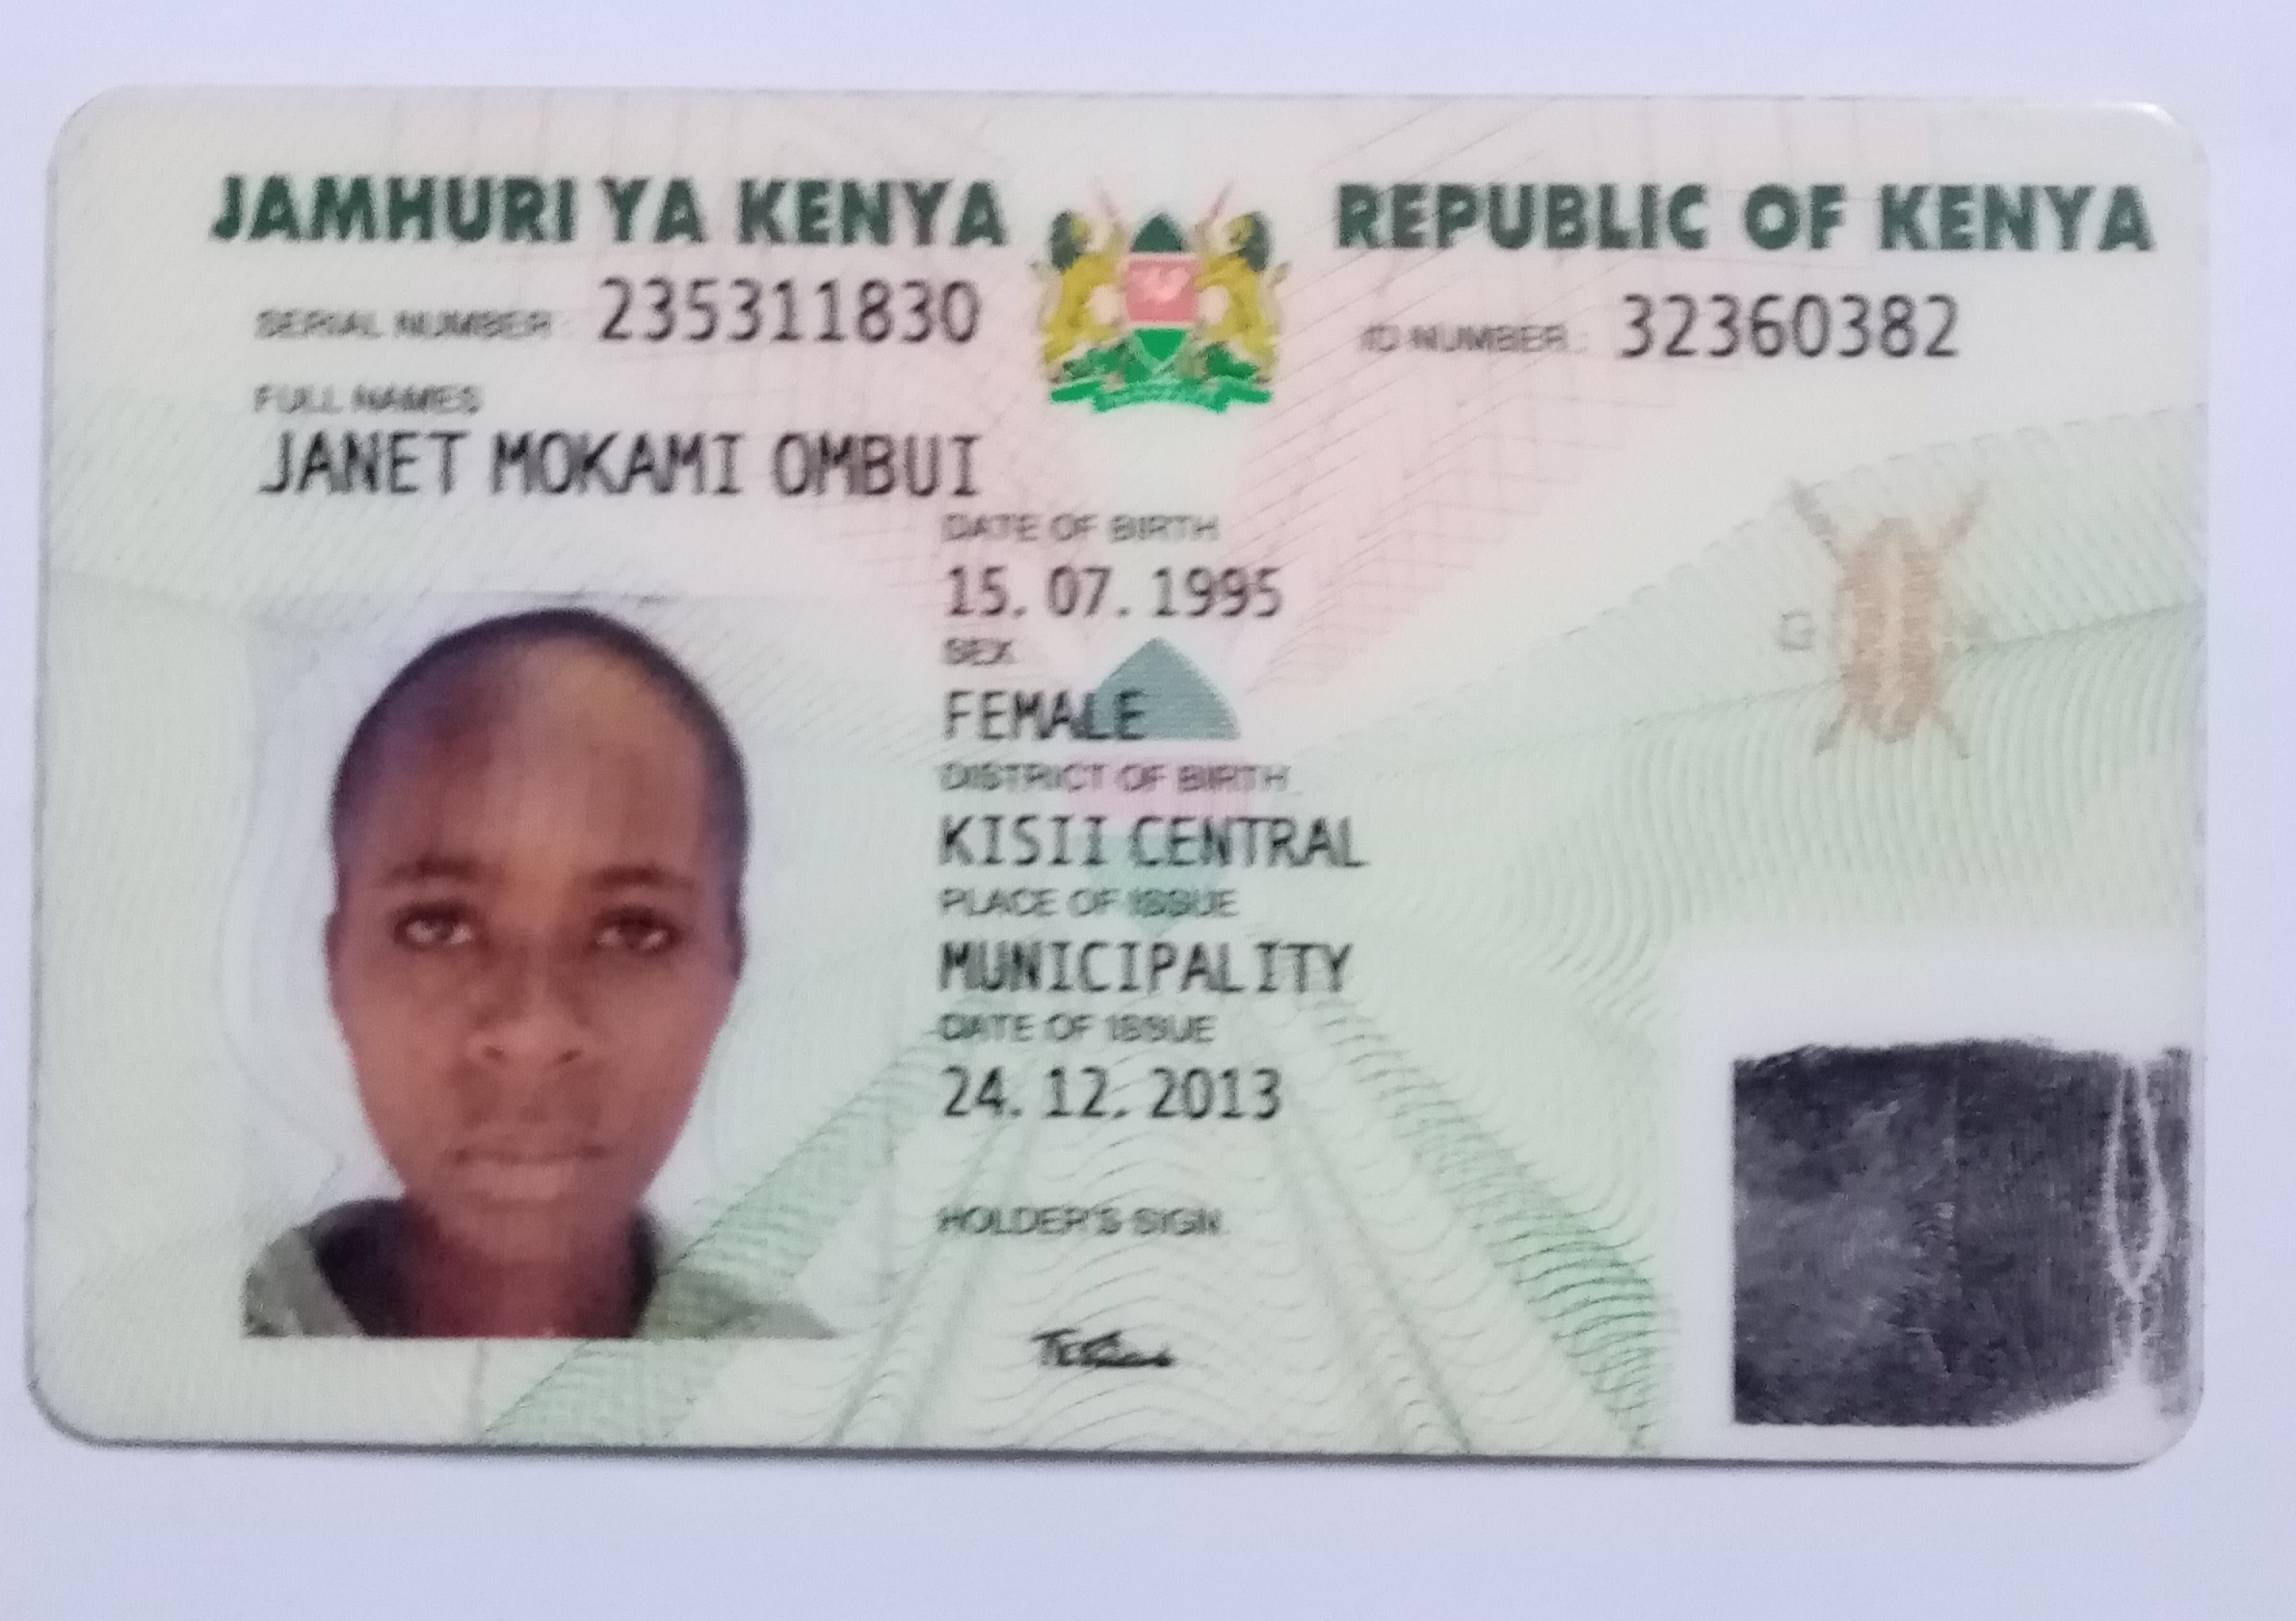 JAMHURI YA KENYA REPUBLIC OF KENYA
SERIAL NUMBER: 235311830 ID NUMBER: 32360382
FULL NAMES
JANET MOKAMI OMBUI
DATE OF BIRTH
15. 07. 1995
SEX
FEMALE
DISTRICT OF BIRTH
KISII CENTRAL
PLACE OF ISSUE
MUNICIPALITY
DATE OF ISSUE
24. 12. 2013
HOLDER'S SIGN.